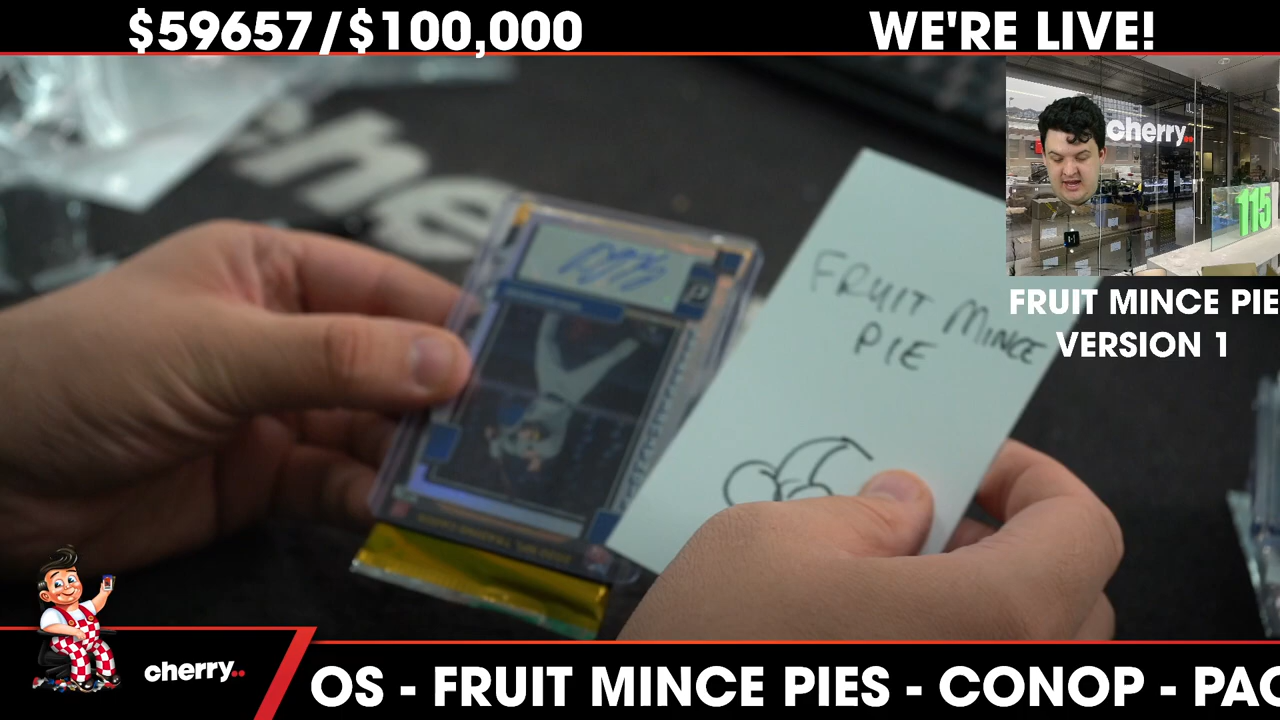 $59657/$100,000
WE'RE LIVE!
cherry..
115
FRUIT MINCE PIE
VERSION 1
FRUIT MINCE
PIE
cherry..
OS - FRUIT MINCE PIES - CONOP - PAC